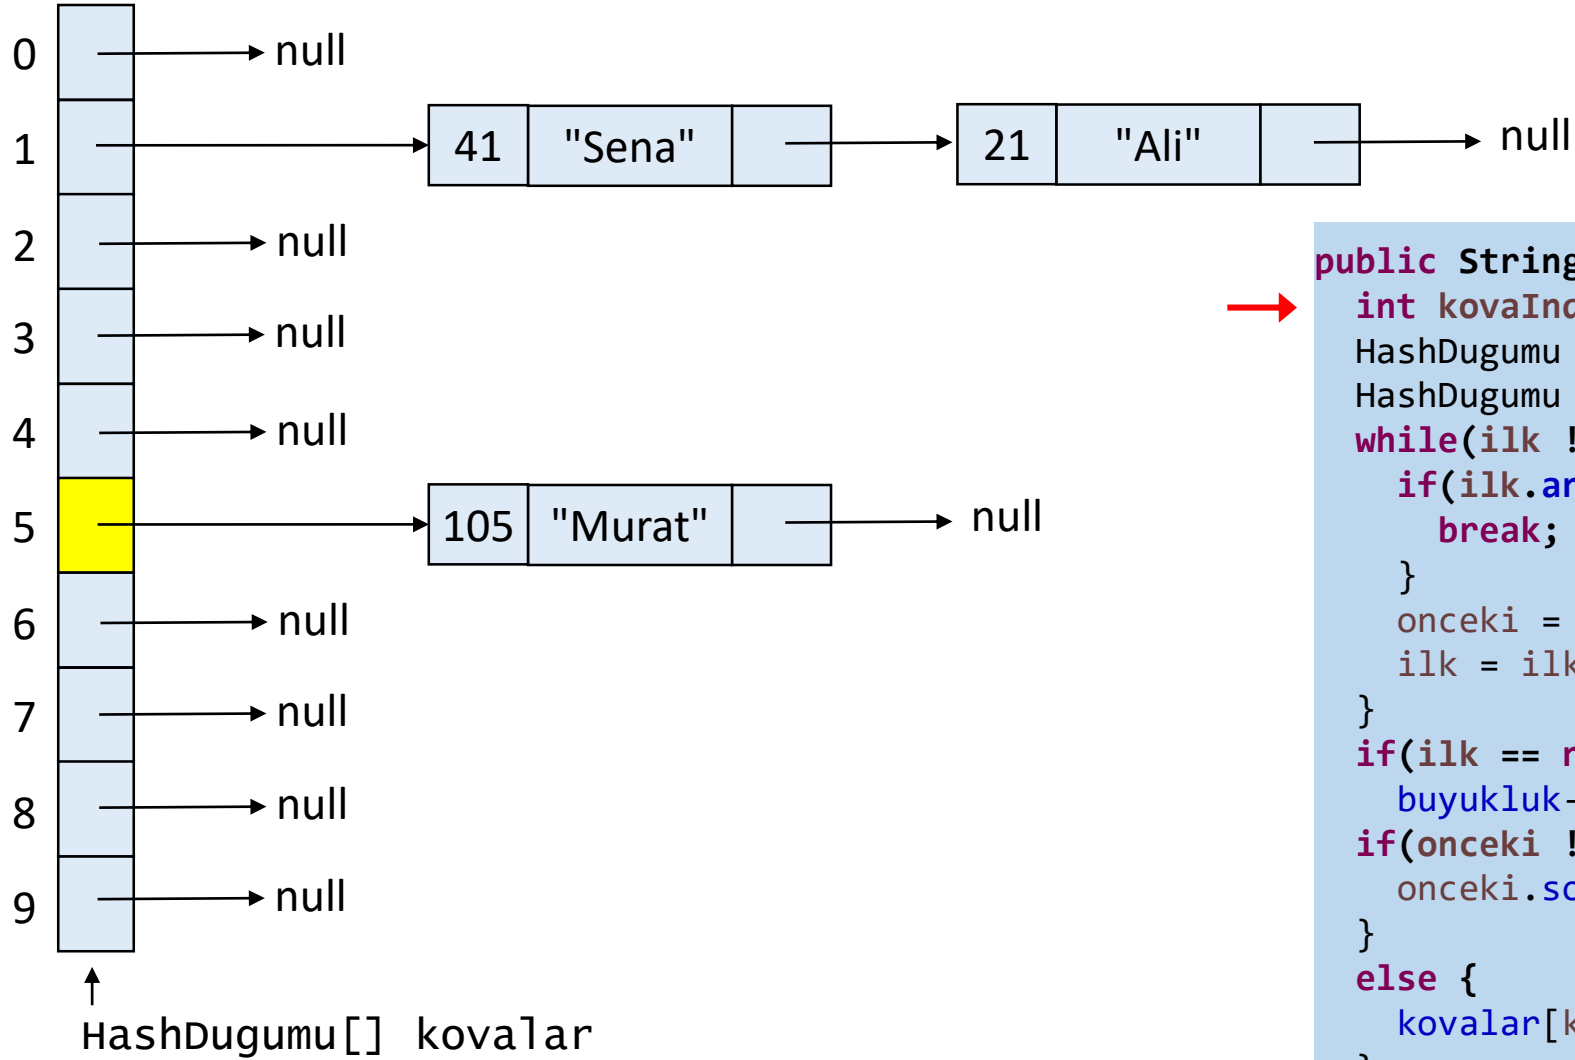 0 null
1 41 "Sena" 21 "Ali" null
2 null
3 null
4 null
5 105 "Murat" null
6 null
7 null
8 null
9 null
HashDugumu[] kovalar
public String
int kovaInd
HashDugumu
HashDugumu
while(ilk !
if(ilk.ar
break;
}
onceki =
ilk = ilk
}
if(ilk == n
buyukluk-
if(onceki !
onceki.so
}
else {
kovalar[k
}